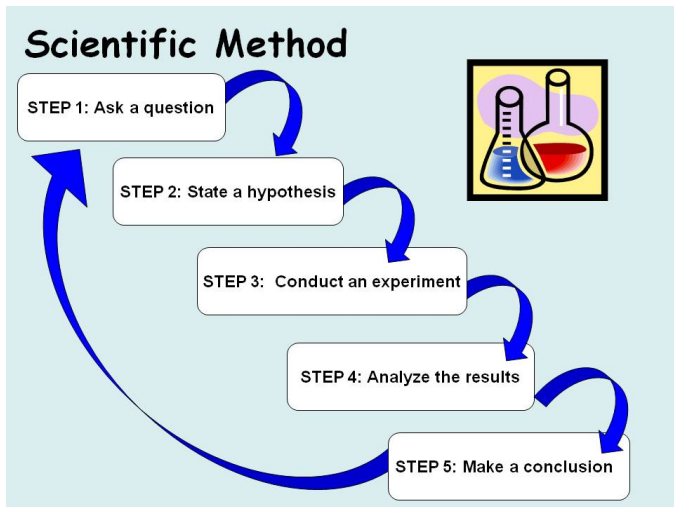 Scientific Method
STEP 1: Ask a question
STEP 2: State a hypothesis
STEP 3: Conduct an experiment
STEP 4: Analyze the results
STEP 5: Make a conclusion